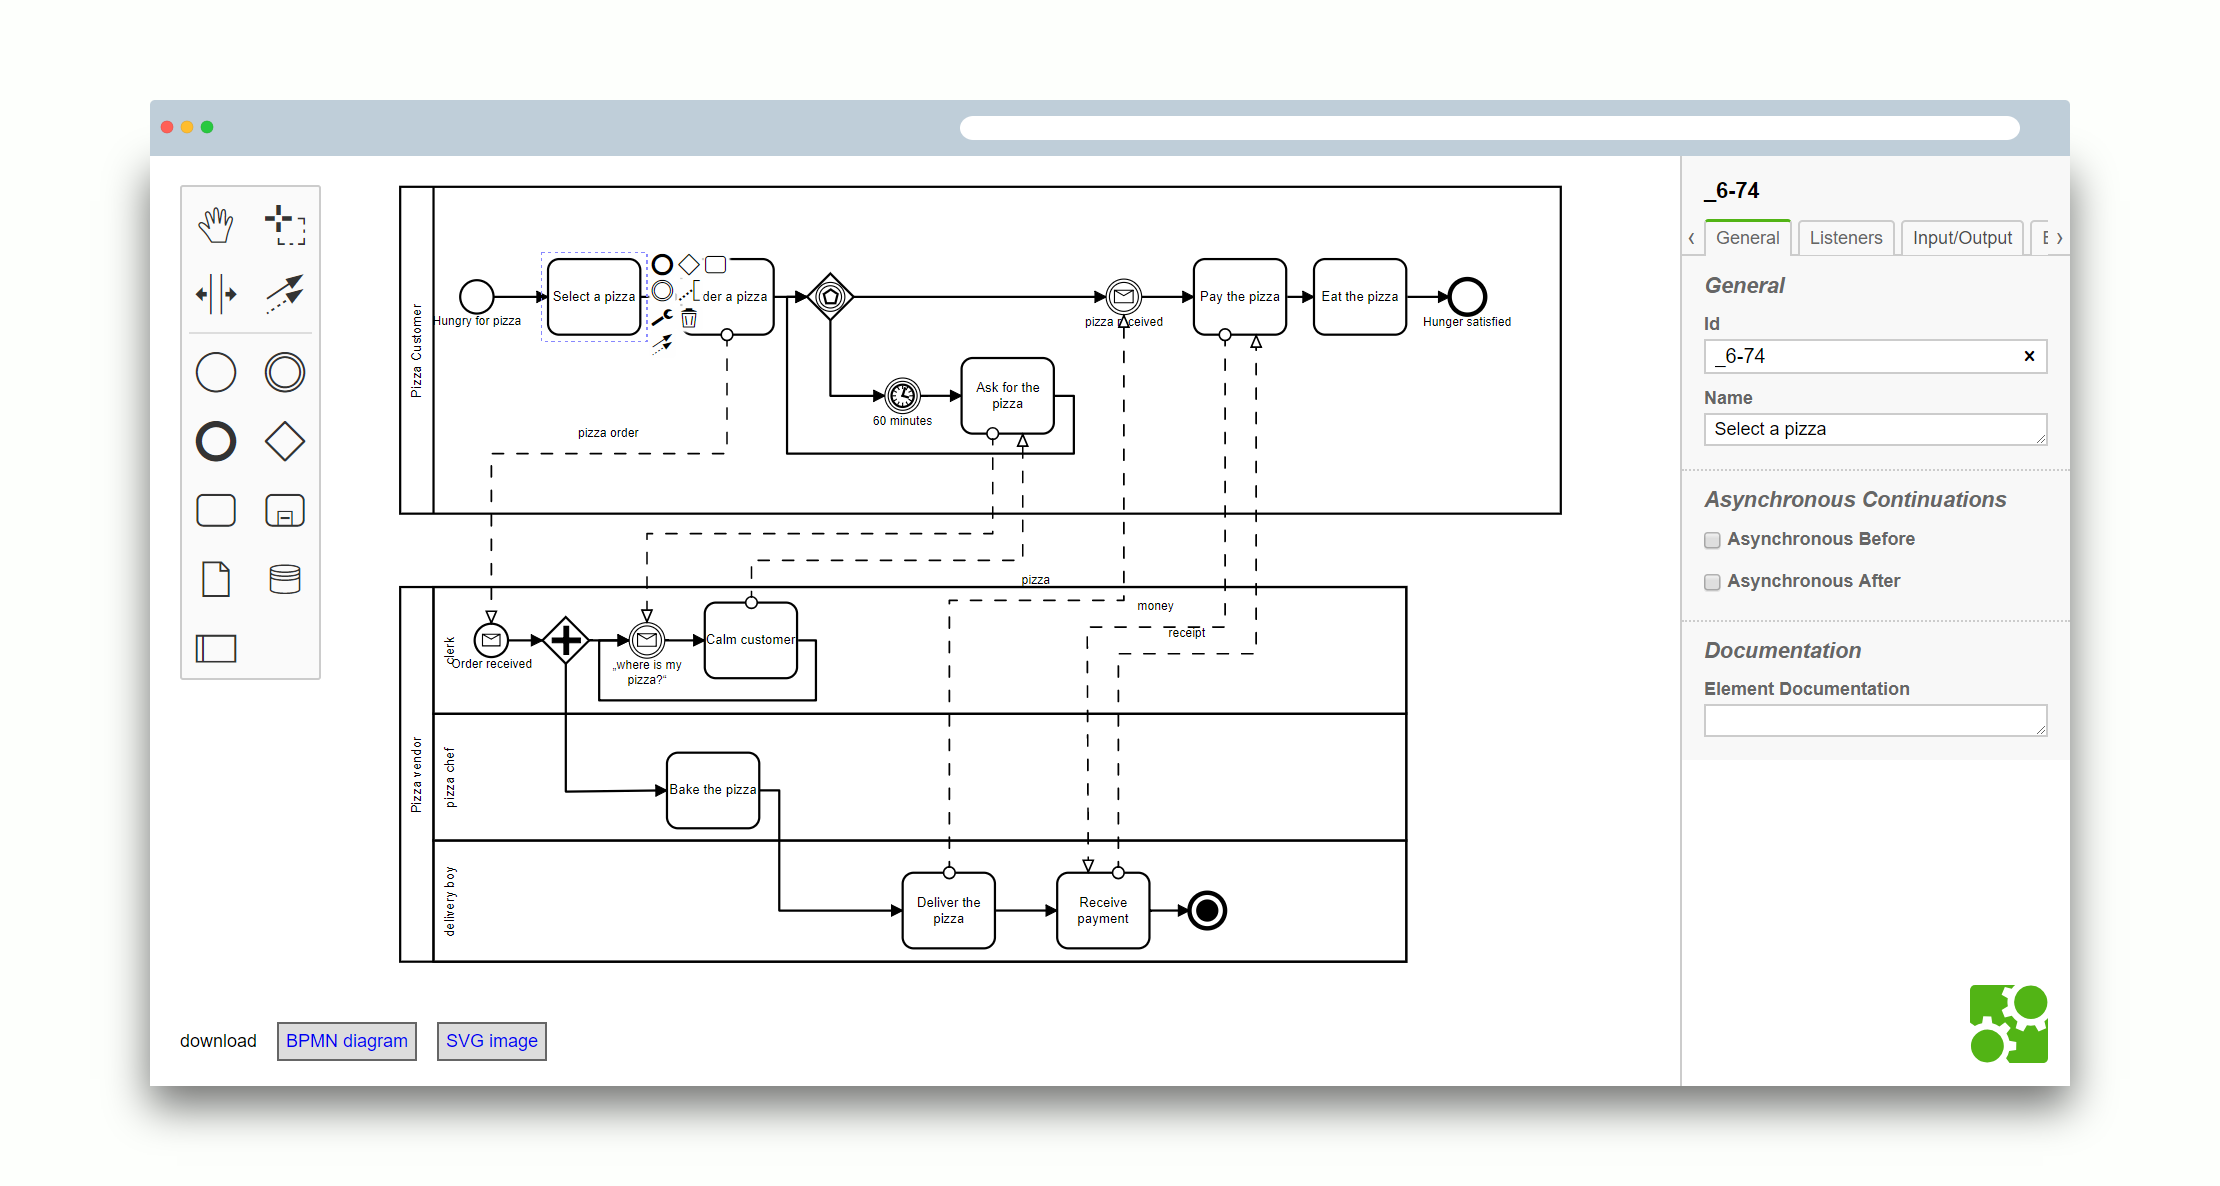 Pizza Customer
Hungry for pizza
Select a pizza
der a pizza
pizza received
Pay the pizza
Eat the pizza
Hunger satisfied
60 minutes
Ask for the
pizza
pizza order
pizza
money
receipt
Pizza vendor
clerk
Order received
„where is my
pizza?“
Calm customer
pizza chef
Bake the pizza
delivery boy
Deliver the
pizza
Receive
payment
download
BPMN diagram
SVG image
_6-74
‹ General Listeners Input/Output ›
General
Id
_6-74 ×
Name
Select a pizza
Asynchronous Continuations
Asynchronous Before
Asynchronous After
Documentation
Element Documentation